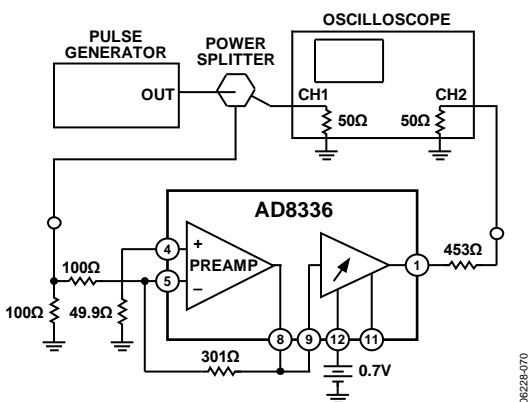 OSCILLOSCOPE
PULSE
GENERATOR
POWER
SPLITTER
OUT
CH1
CH2
50Ω
50Ω
AD8336
4
+
PREAMP
5
–
1
453Ω
100Ω
100Ω
49.9Ω
8
9
12
11
301Ω
0.7V
06228-070